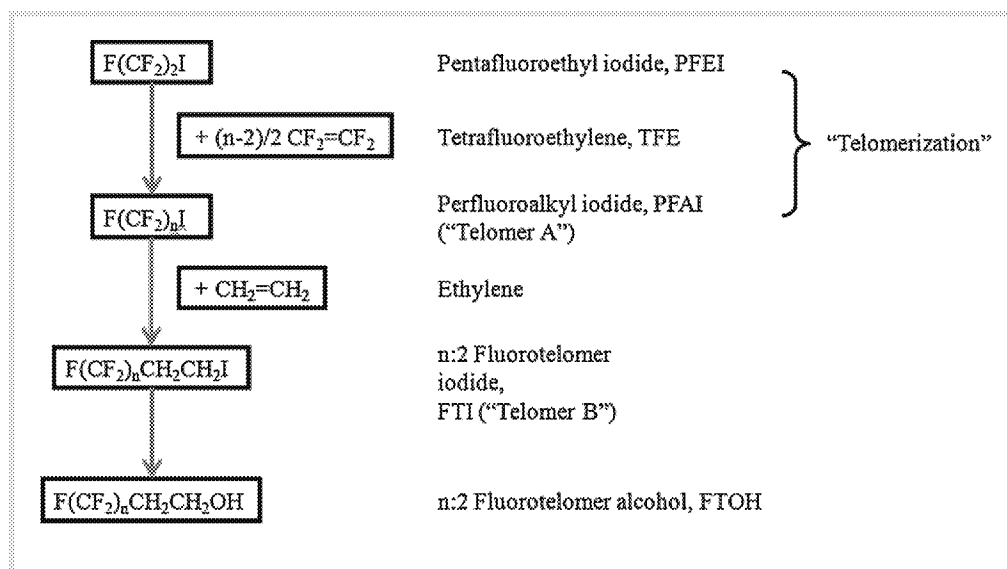 F(CF₂)₂I
Pentafluoroethyl iodide, PFEI
+ (n-2)/2 CF₂=CF₂
Tetrafluoroethylene, TFE
“Telomerization”
F(CF₂)ₙI
Perfluoroalkyl iodide, PFAI
(“Telomer A”)
+ CH₂=CH₂
Ethylene
F(CF₂)ₙCH₂CH₂I
n:2 Fluorotelomer
iodide,
FTI (“Telomer B”)
F(CF₂)ₙCH₂CH₂OH
n:2 Fluorotelomer alcohol, FTOH